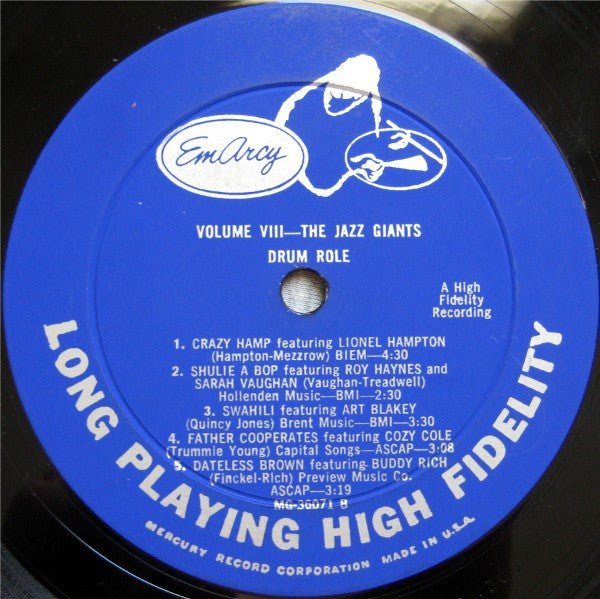 EmArcy
VOLUME VIII—THE JAZZ GIANTS
DRUM ROLE
A High
Fidelity
Recording
1. CRAZY HAMP featuring LIONEL HAMPTON
(Hampton-Mezzrow) BIEM—4:30
2. SHULIE A BOP featuring ROY HAYNES and
SARAH VAUGHAN (Vaughan-Treadwell)
Hollenden Music—BMI—2:30
3. SWAHILI featuring ART BLAKEY
(Quincy Jones) Brent Music—BMI—3:30
4. FATHER COOPERATES featuring COZY COLE
(Trummie Young) Capital Songs—ASCAP—3:08
5. DATELESS BROWN featuring BUDDY RICH
(Finckel-Rich) Preview Music Co.
ASCAP—3:19
MG-36071 B
LONG PLAYING HIGH FIDELITY
MERCURY RECORD CORPORATION MADE IN U.S.A.